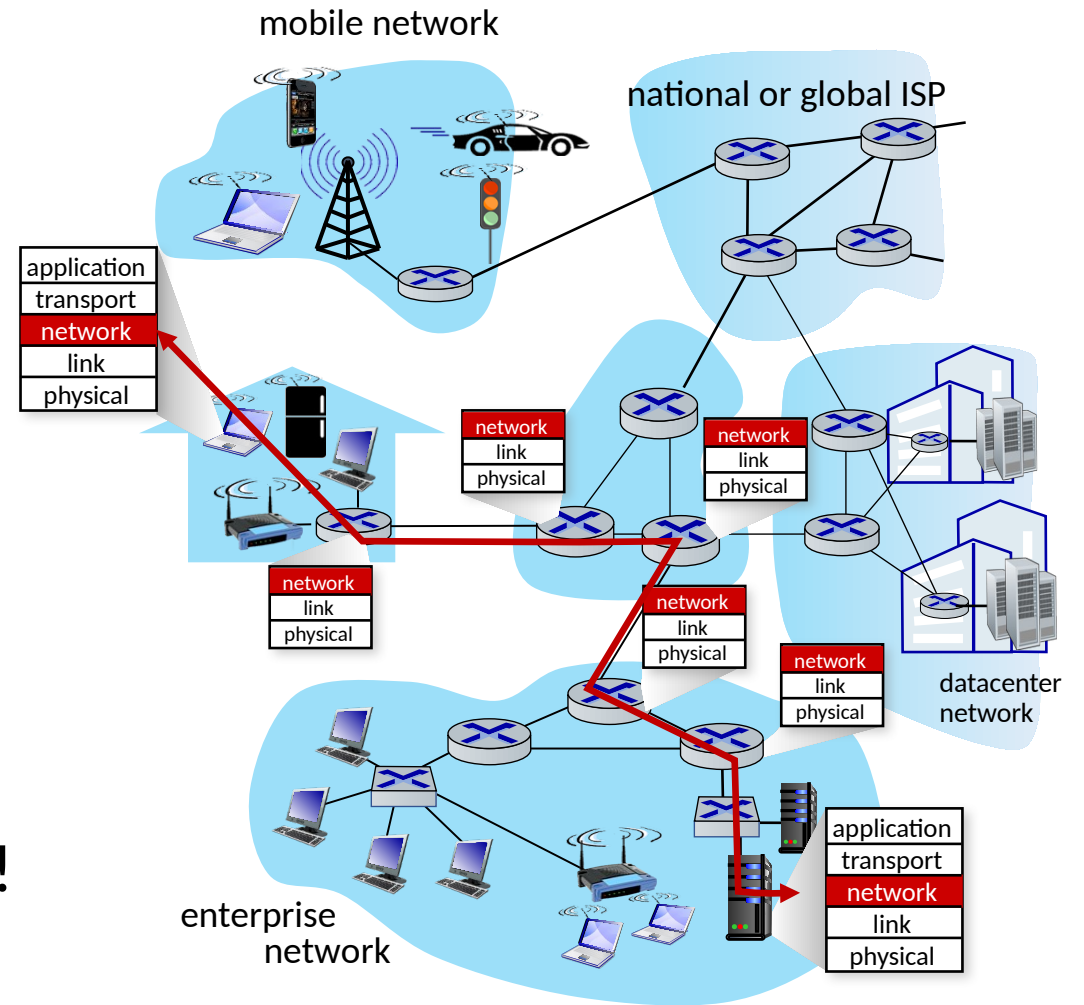 mobile network
national or global ISP
application
transport
network
link
physical
network
link
physical
network
link
physical
network
link
physical
network
link
physical
network
link
physical
datacenter
network
application
transport
network
link
physical
enterprise
network
!